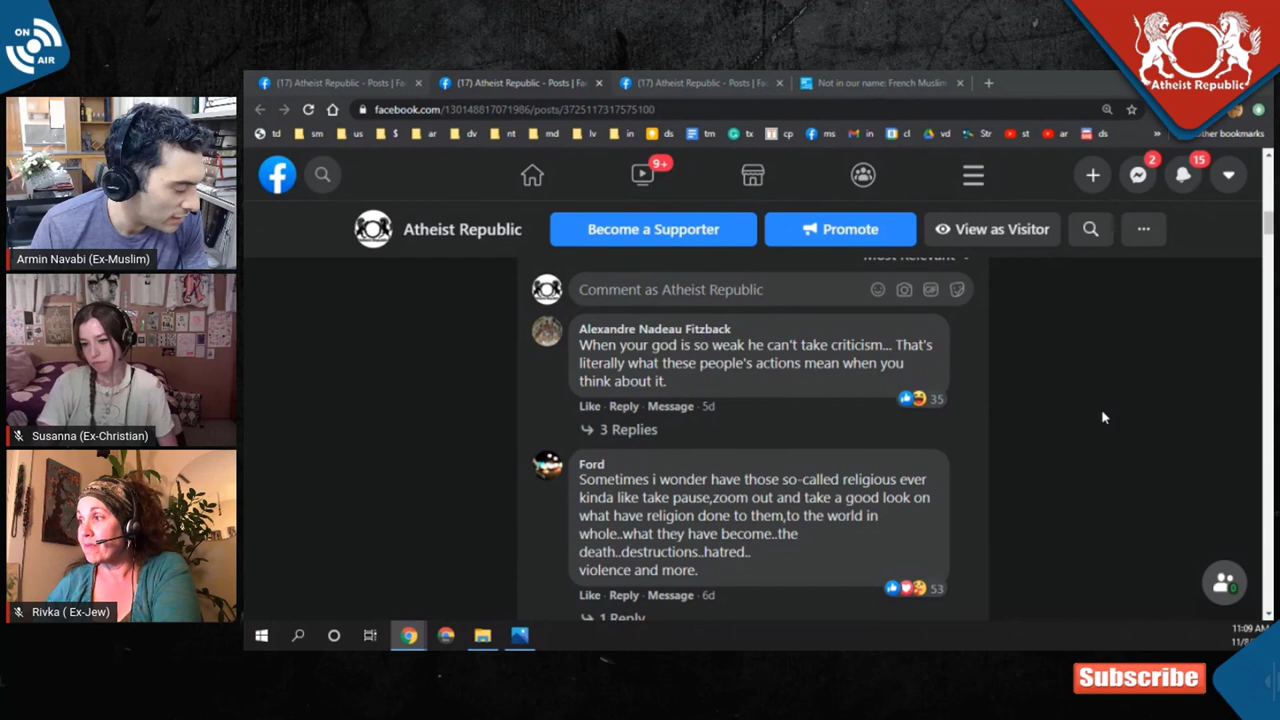 ON
AIR
Atheist Republic
(17) Atheist Republic - Posts | Fa
(17) Atheist Republic - Posts | Fa
(17) Atheist Republic - Posts | Fa
Not in our name: French Muslim
facebook.com/130148817071986/posts/3725117317575100
td sm us $ ar dv nt md lv in ds tm tx cp ms in cl vd Str st ar ds » other bookmarks
9+
2
15
Atheist Republic
Become a Supporter
Promote
View as Visitor
Most Relevant
Comment as Atheist Republic
GIF
Alexandre Nadeau Fitzback
When your god is so weak he can't take criticism... That's
literally what these people's actions mean when you
think about it.
35
Like · Reply · Message · 5d
3 Replies
Ford
Sometimes i wonder have those so-called religious ever
kinda like take pause,zoom out and take a good look on
what have religion done to them,to the world in
whole..what they have become..the
death..destructions..hatred..
violence and more.
53
Like · Reply · Message · 6d
1 Reply
0
11:09 AM
11/8/
Armin Navabi (Ex-Muslim)
Susanna (Ex-Christian)
Rivka ( Ex-Jew)
Subscribe